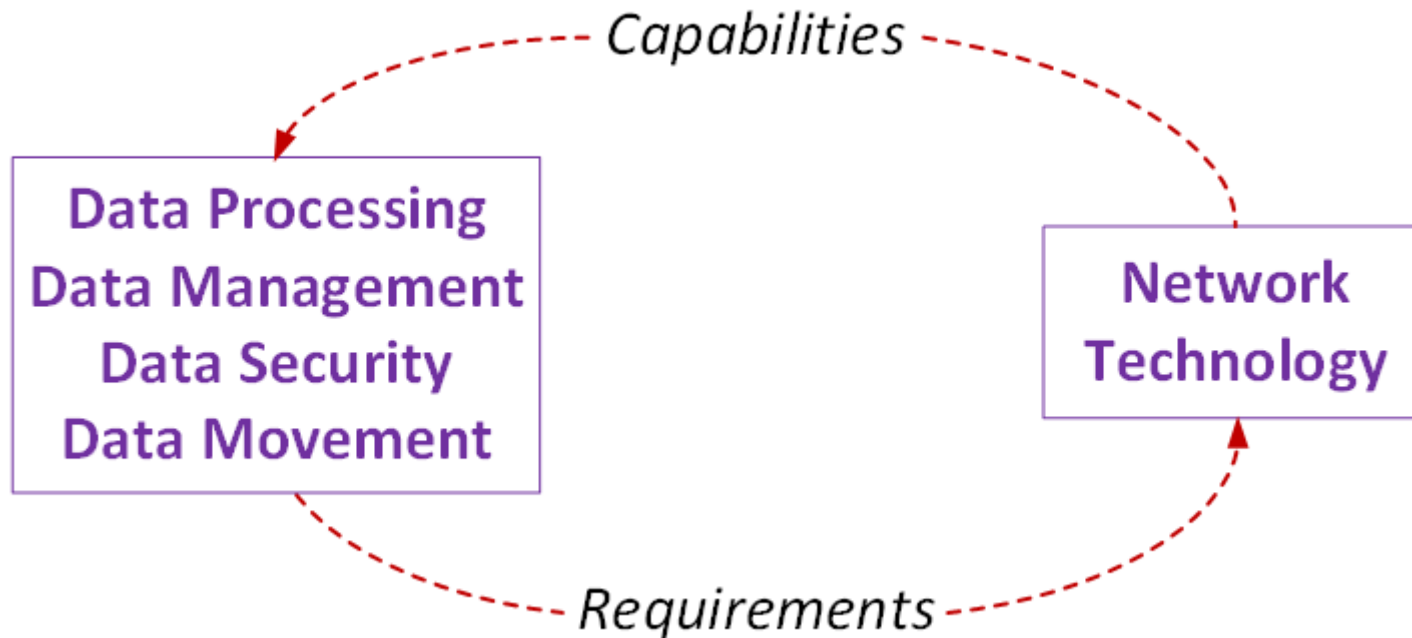 Capabilities
Data Processing
Data Management
Data Security
Data Movement
Network
Technology
Requirements